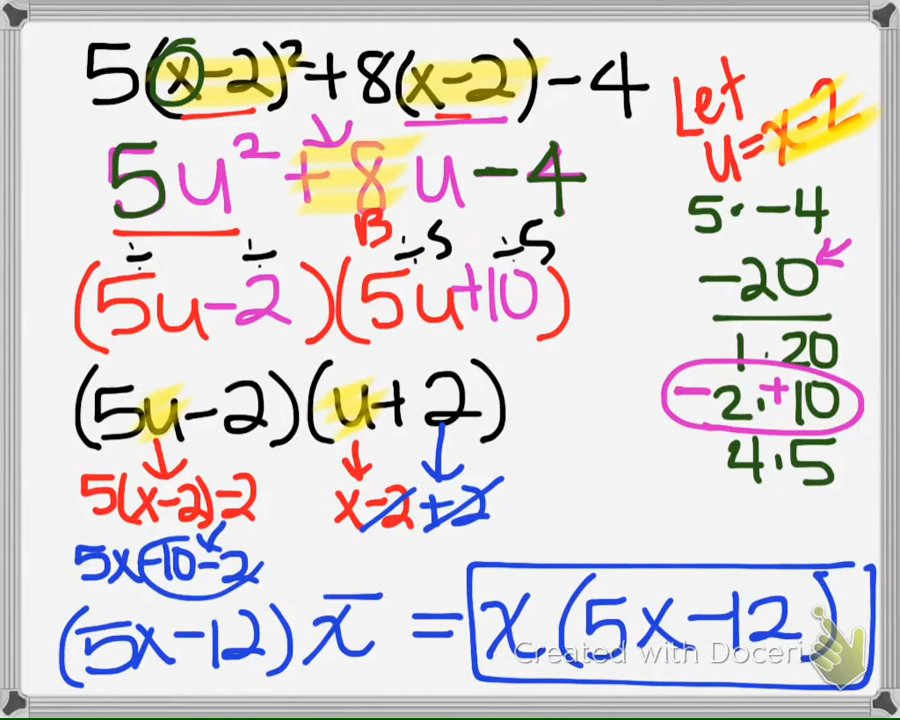 5(x-2)²+8(x-2)-4
Let
u=x-2
5u²+8u-4
B
5·-4
÷ ÷ ÷5 ÷5
-20
(5u-2)(5u+10)
1·20
-2·+10
4·5
(5u-2)(u+2)
5(x-2)-2 x-2+2
5x-10-2
(5x-12)x = x(5x-12)
Created with Doceri